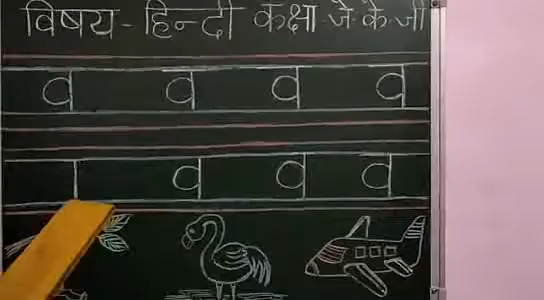 विषय - हिन्दी कक्षा जे. के. जी
व व व व
व व व